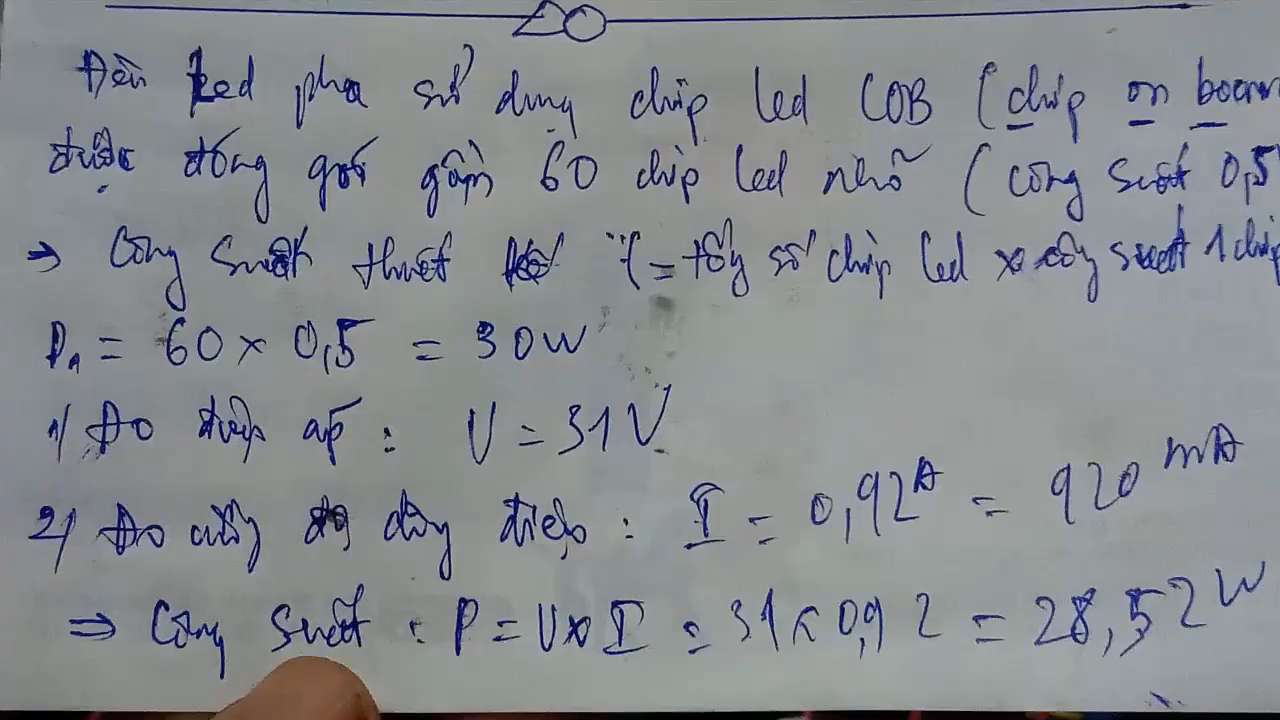 Đèn Led pha sử dụng chip led COB (chip on boar
được đóng gói gồm 60 chip led nhỏ (công suất 0,5
⇒ Công suất thiết kế : (= tổng số chip led x công suất 1 chip
P₁ = 60 x 0,5 = 30W
1/ Đo điện áp : U = 31V
2/ Đo cường độ dòng điện : I = 0,92A = 920 mA
⇒ Công suất : P = U x I = 31 x 0,92 = 28,52W